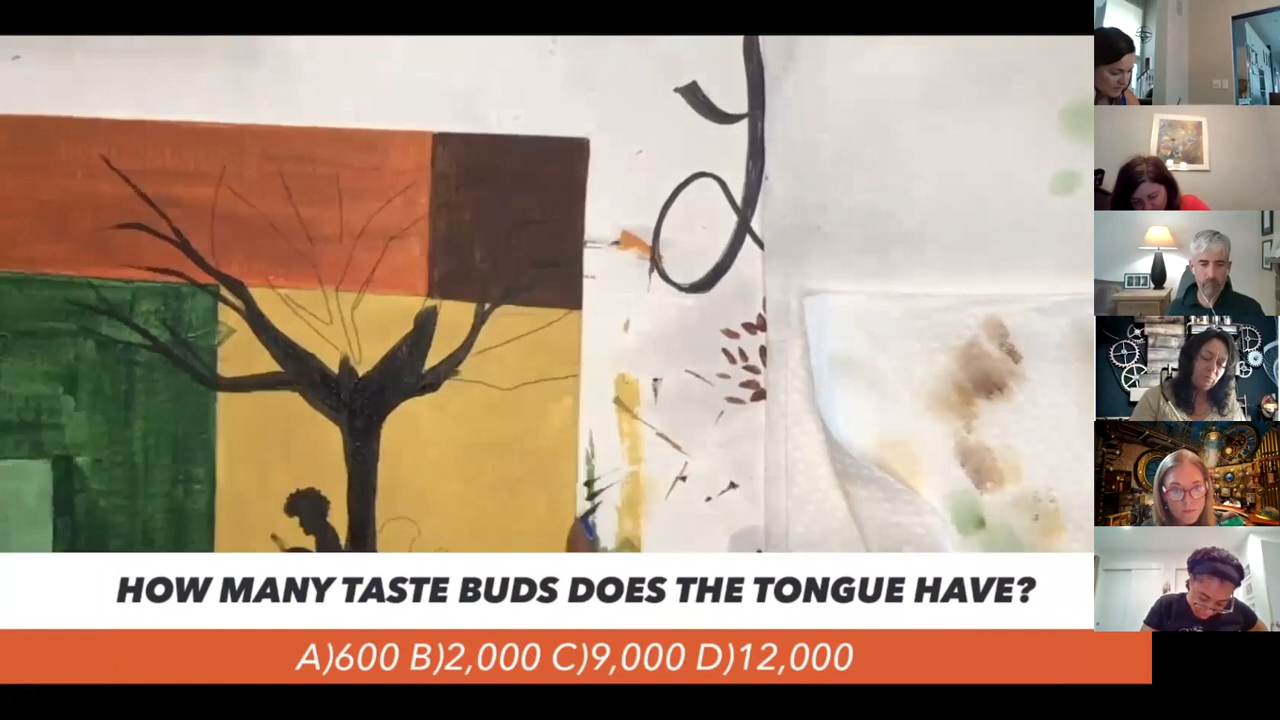 HOW MANY TASTE BUDS DOES THE TONGUE HAVE?
A)600 B)2,000 C)9,000 D)12,000